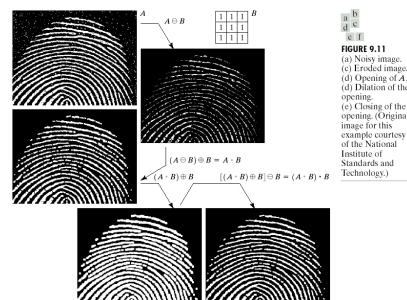 A
A ⊖ B
1 1 1 B
1 1 1
1 1 1
(A ⊖ B) ⊕ B = A ∘ B
(A ∘ B) ⊕ B
[(A ∘ B) ⊕ B] ⊖ B = (A ∘ B) • B
a b
d c
e f
FIGURE 9.11
(a) Noisy image.
(c) Eroded image.
(d) Opening of A.
(d) Dilation of the
opening.
(e) Closing of the
opening. (Original
image for this
example courtesy
of the National
Institute of
Standards and
Technology.)